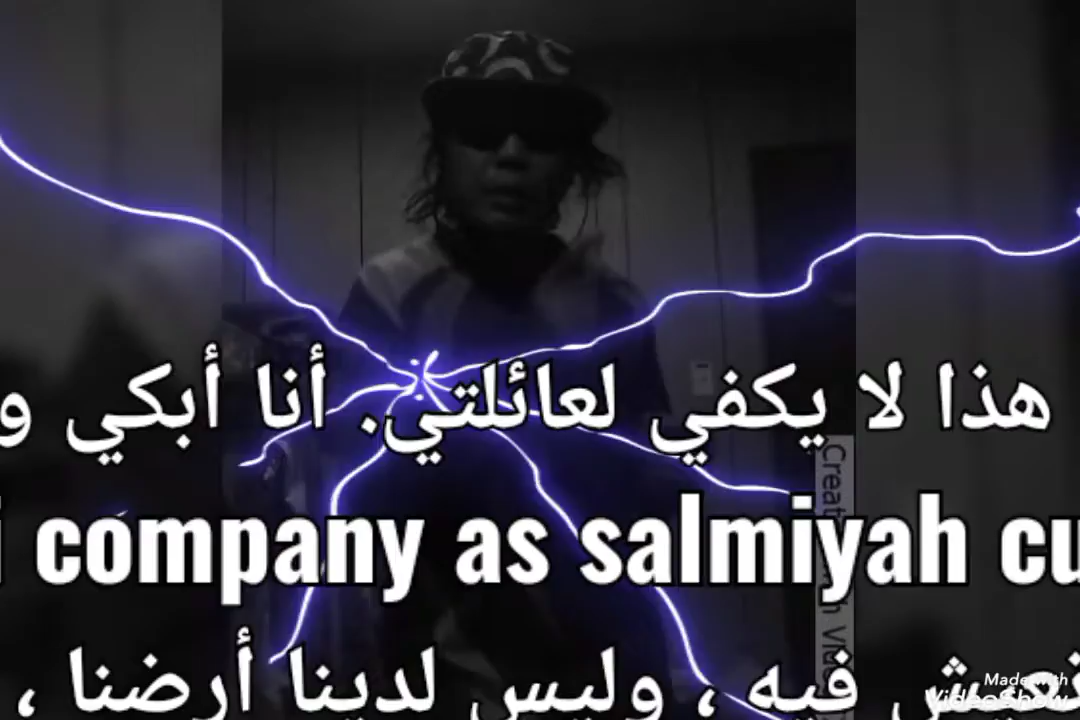 هذا لا يكفي لعائلتي. أنا أبكي و
company as salmiyah cu
فيه ، وليس لدينا أرضنا ،
Made with
VideoShow